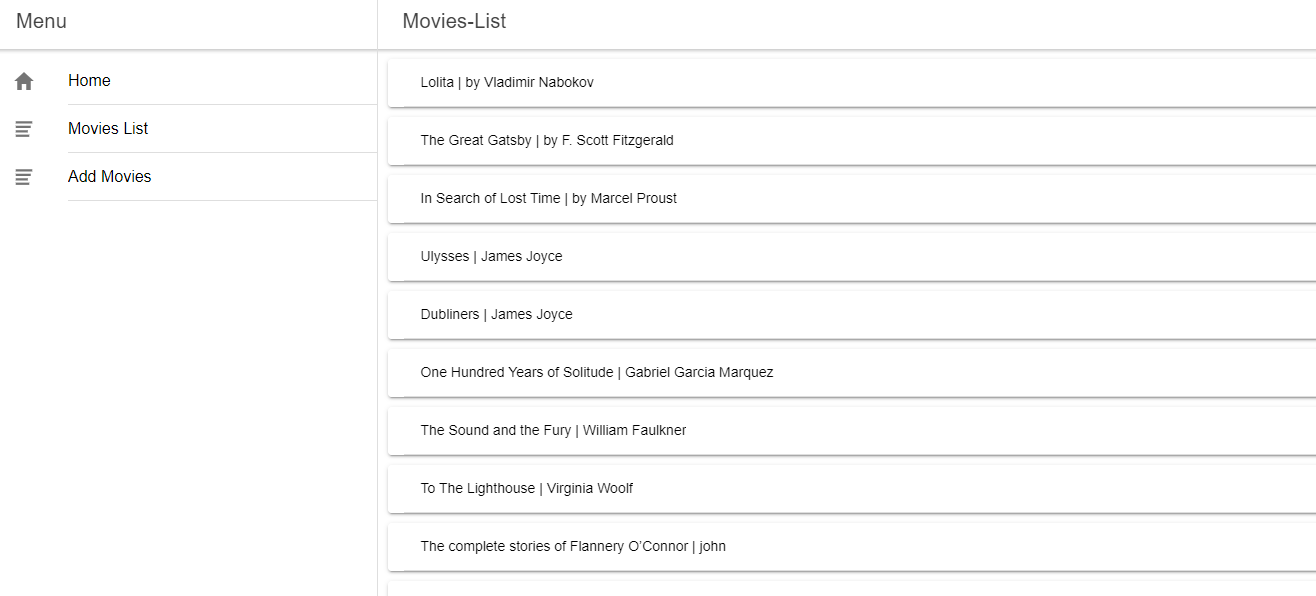 Menu
Home
Movies List
Add Movies
Movies-List
Lolita | by Vladimir Nabokov
The Great Gatsby | by F. Scott Fitzgerald
In Search of Lost Time | by Marcel Proust
Ulysses | James Joyce
Dubliners | James Joyce
One Hundred Years of Solitude | Gabriel Garcia Marquez
The Sound and the Fury | William Faulkner
To The Lighthouse | Virginia Woolf
The complete stories of Flannery O’Connor | john